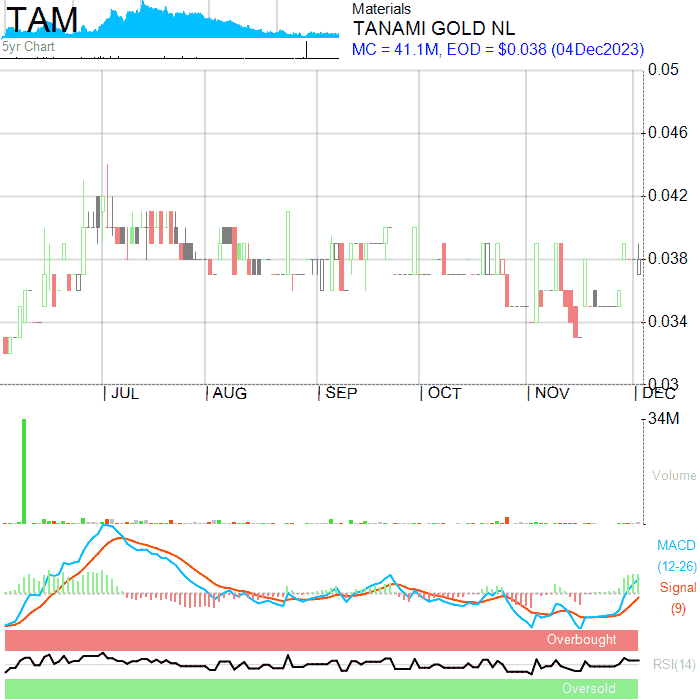 TAM
5yr Chart
Materials
TANAMI GOLD NL
MC = 41.1M, EOD = $0.038 (04Dec2023)
0.05
0.046
0.042
0.038
0.034
0.03
JUL AUG SEP OCT NOV DEC
34M
Volume
MACD
(12-26)
Signal
(9)
Overbought
RSI(14)
Oversold